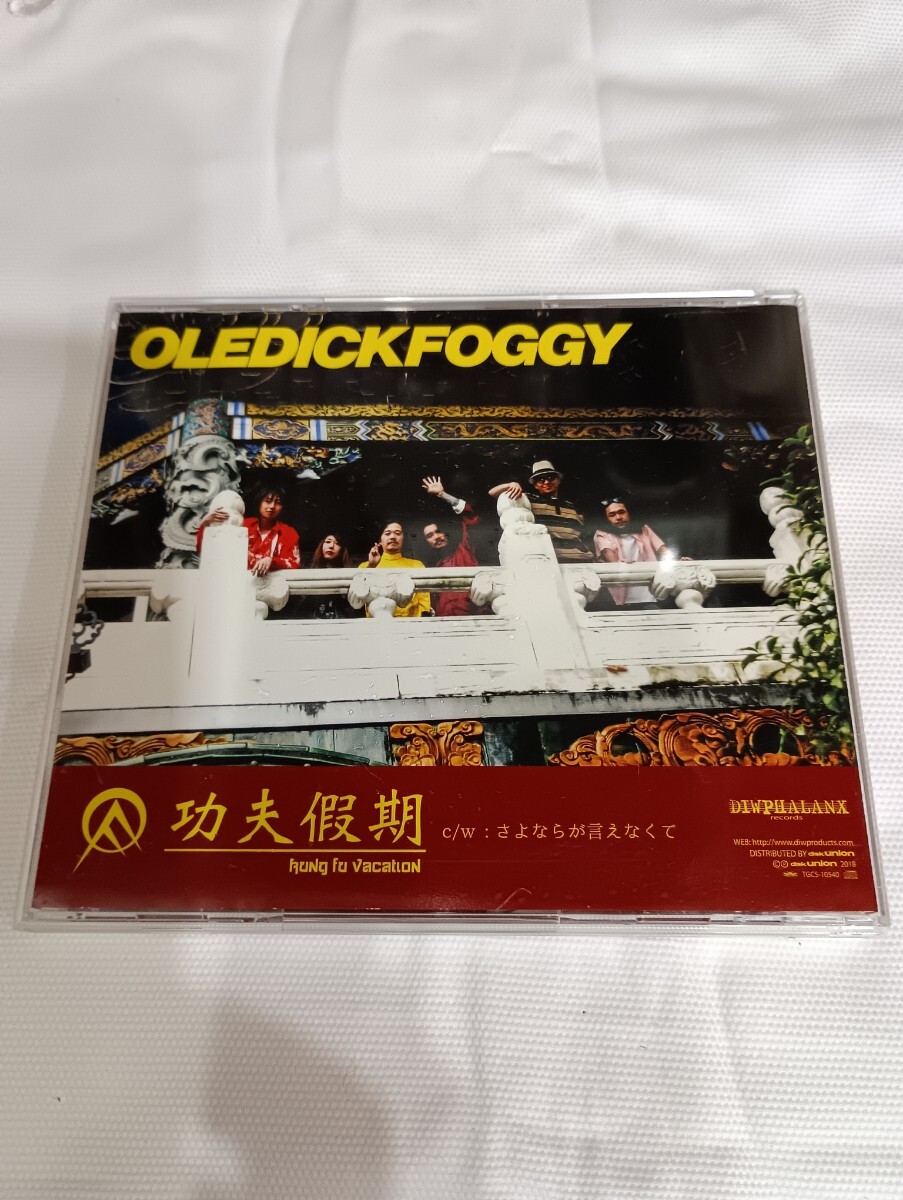 OLEDICKFOGGY
功夫假期
KUNG FU VACATION
c/w : さよならが言えなくて
DIWPHALANX
records
WEB: http://www.diwproducts.com
DISTRIBUTED BY diskunion
ⒸⓅ diskunion 2018
TGCS-10540